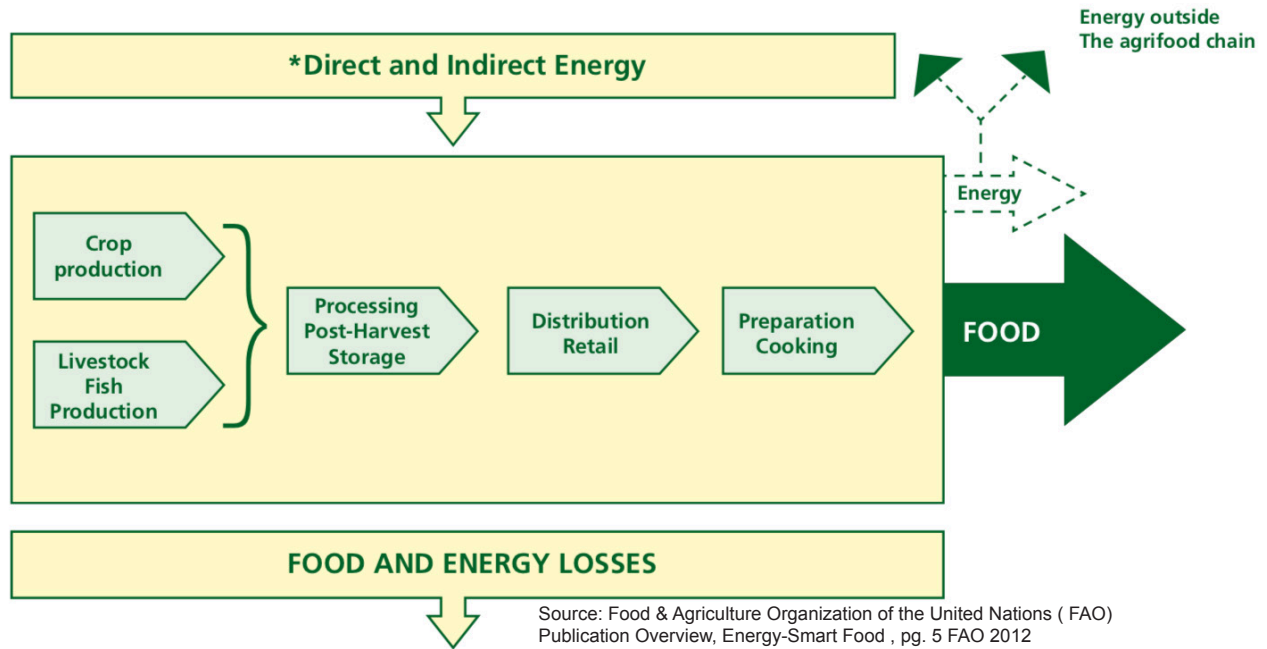 Energy outside
The agrifood chain
*Direct and Indirect Energy
Energy
Crop
production
Livestock
Fish
Production
Processing
Post-Harvest
Storage
Distribution
Retail
Preparation
Cooking
FOOD
FOOD AND ENERGY LOSSES
Source: Food & Agriculture Organization of the United Nations ( FAO)
Publication Overview, Energy-Smart Food , pg. 5 FAO 2012